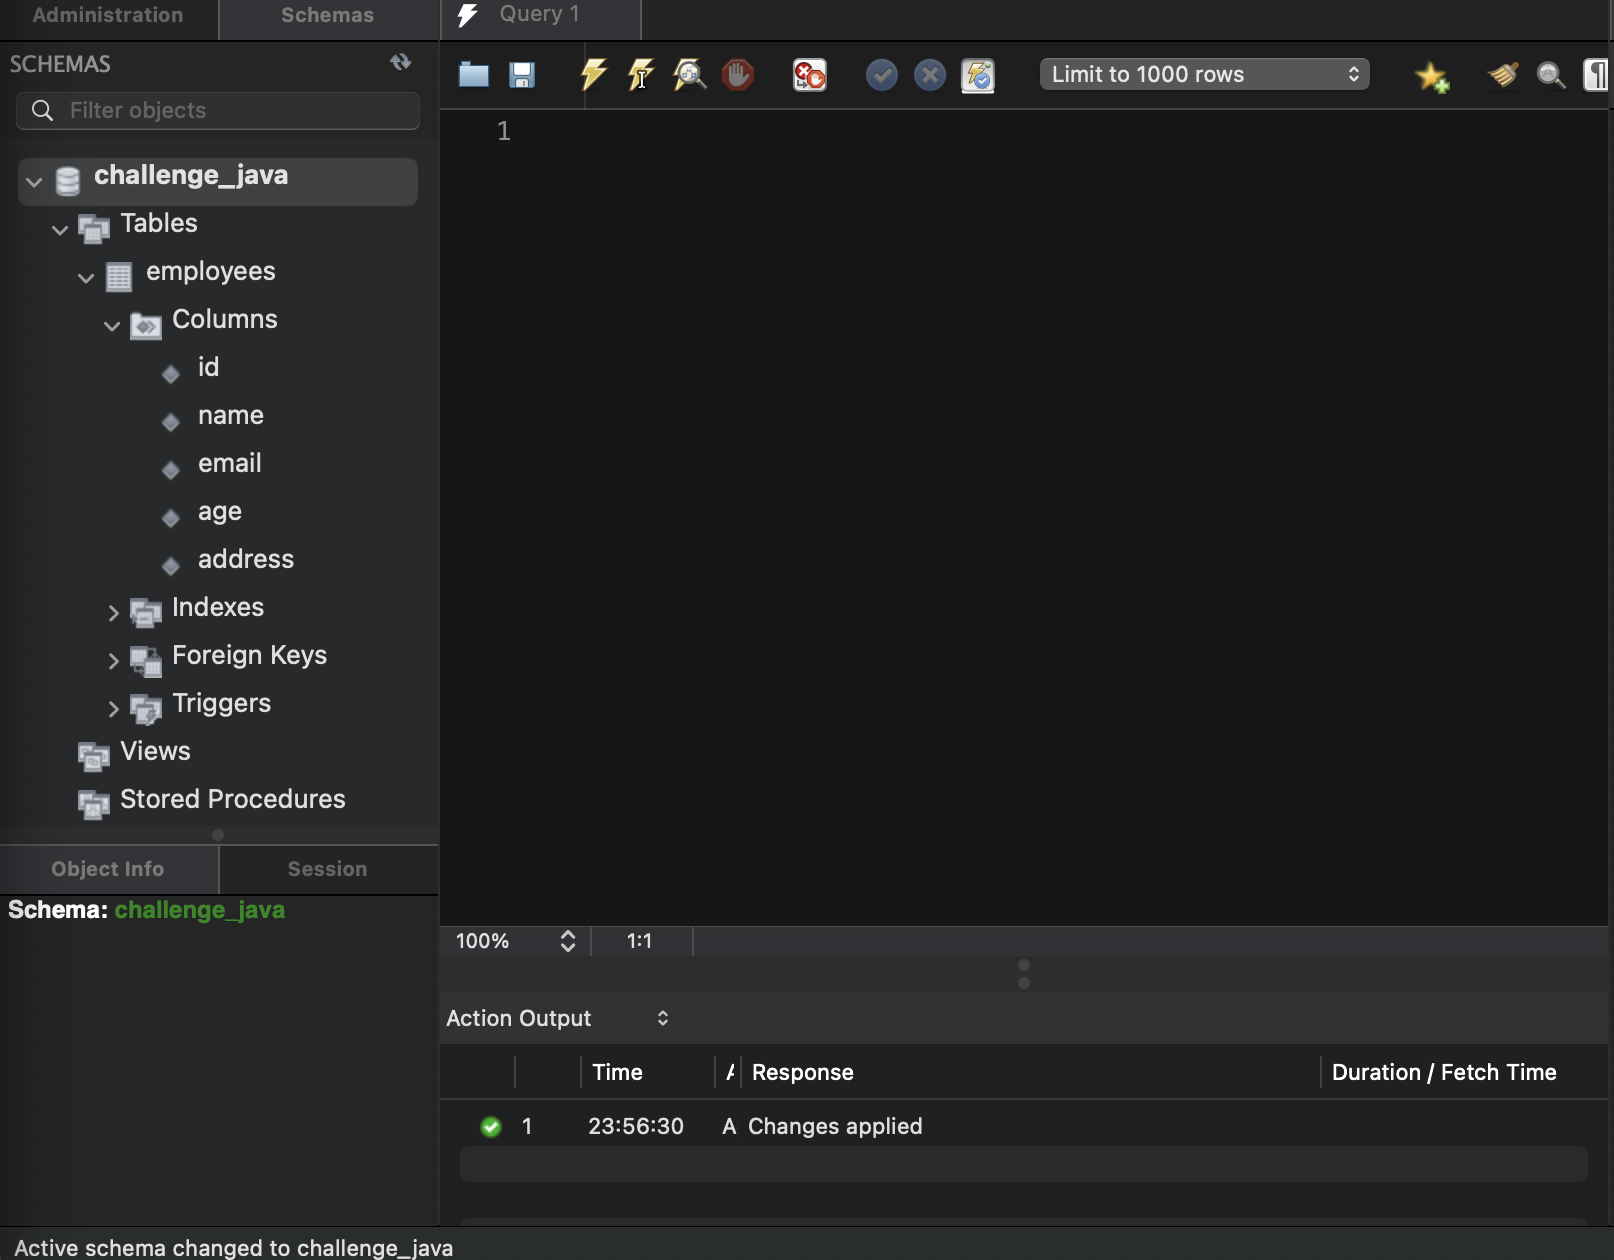 Administration
Schemas
Query 1
SCHEMAS
Filter objects
Limit to 1000 rows
1
challenge_java
Tables
employees
Columns
id
name
email
age
address
Indexes
Foreign Keys
Triggers
Views
Stored Procedures
Object Info
Session
Schema: challenge_java
100%
1:1
Action Output
Time
A
Response
Duration / Fetch Time
1
23:56:30
A
Changes applied
Active schema changed to challenge_java